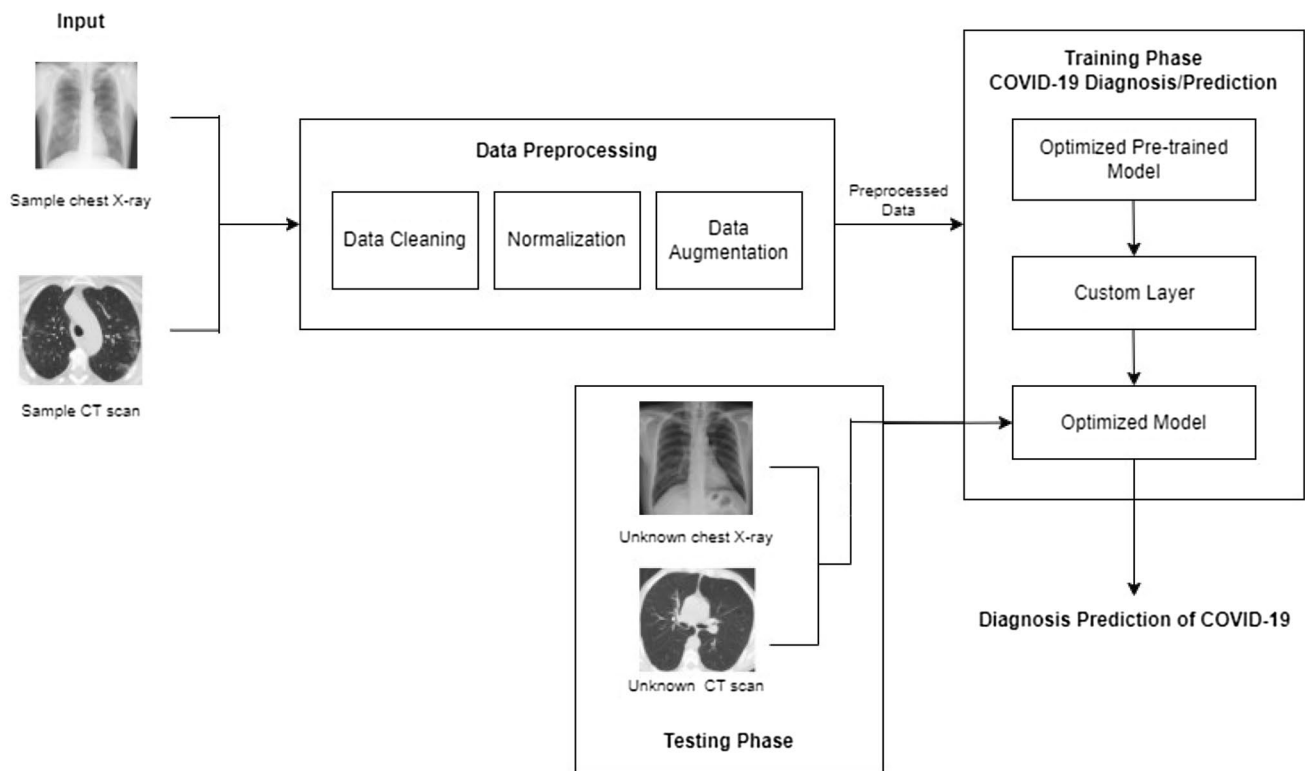 Input
Sample chest X-ray
Sample CT scan
Data Preprocessing
Data Cleaning
Normalization
Data
Augmentation
Preprocessed
Data
Training Phase
COVID-19 Diagnosis/Prediction
Optimized Pre-trained
Model
Custom Layer
Optimized Model
Unknown chest X-ray
Unknown CT scan
Testing Phase
Diagnosis Prediction of COVID-19